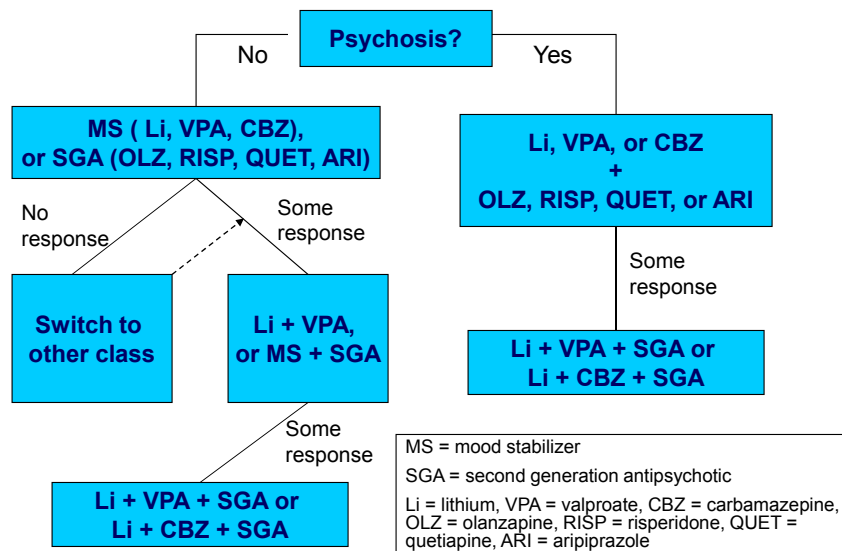 Psychosis?
No
Yes
MS ( Li, VPA, CBZ),
or SGA (OLZ, RISP, QUET, ARI)
Li, VPA, or CBZ
+
OLZ, RISP, QUET, or ARI
No
response
Some
response
Some
response
Switch to
other class
Li + VPA,
or MS + SGA
Li + VPA + SGA or
Li + CBZ + SGA
Some
response
Li + VPA + SGA or
Li + CBZ + SGA
MS = mood stabilizer
SGA = second generation antipsychotic
Li = lithium, VPA = valproate, CBZ = carbamazepine,
OLZ = olanzapine, RISP = risperidone, QUET =
quetiapine, ARI = aripiprazole